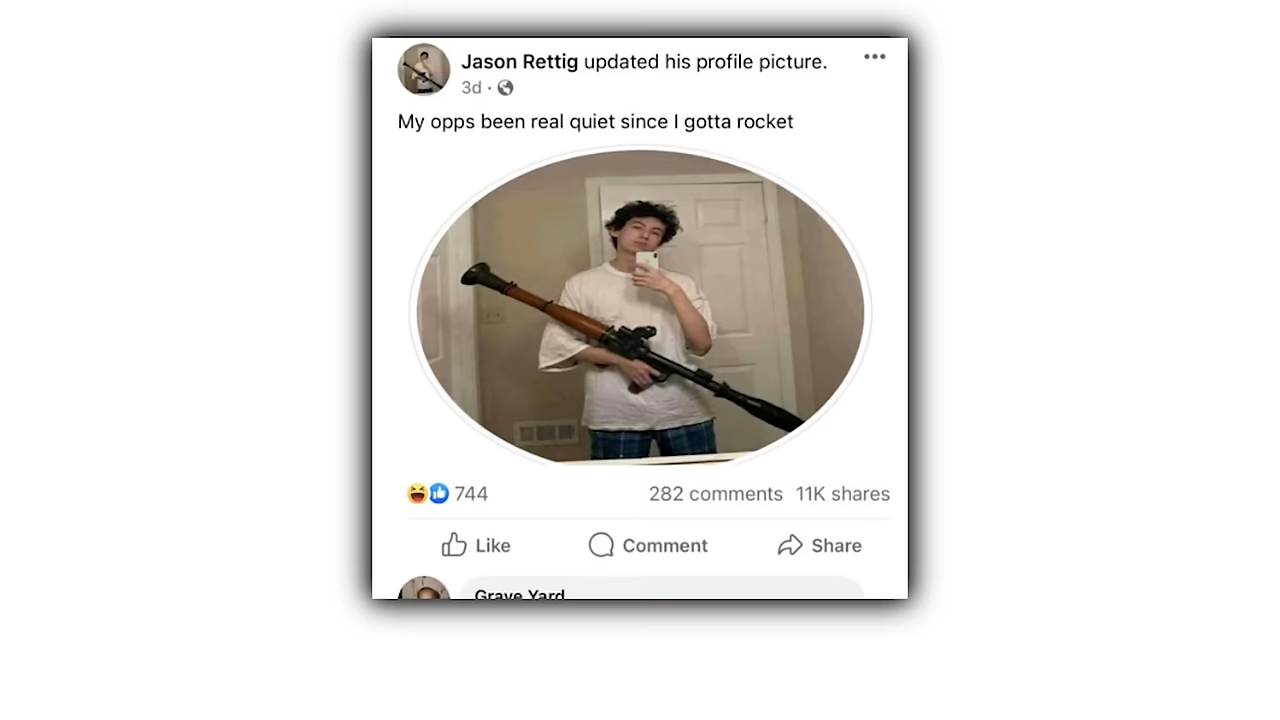 Jason Rettig updated his profile picture.
3d ·
My opps been real quiet since I gotta rocket
744 282 comments 11K shares
Like Comment Share
Grave Yard